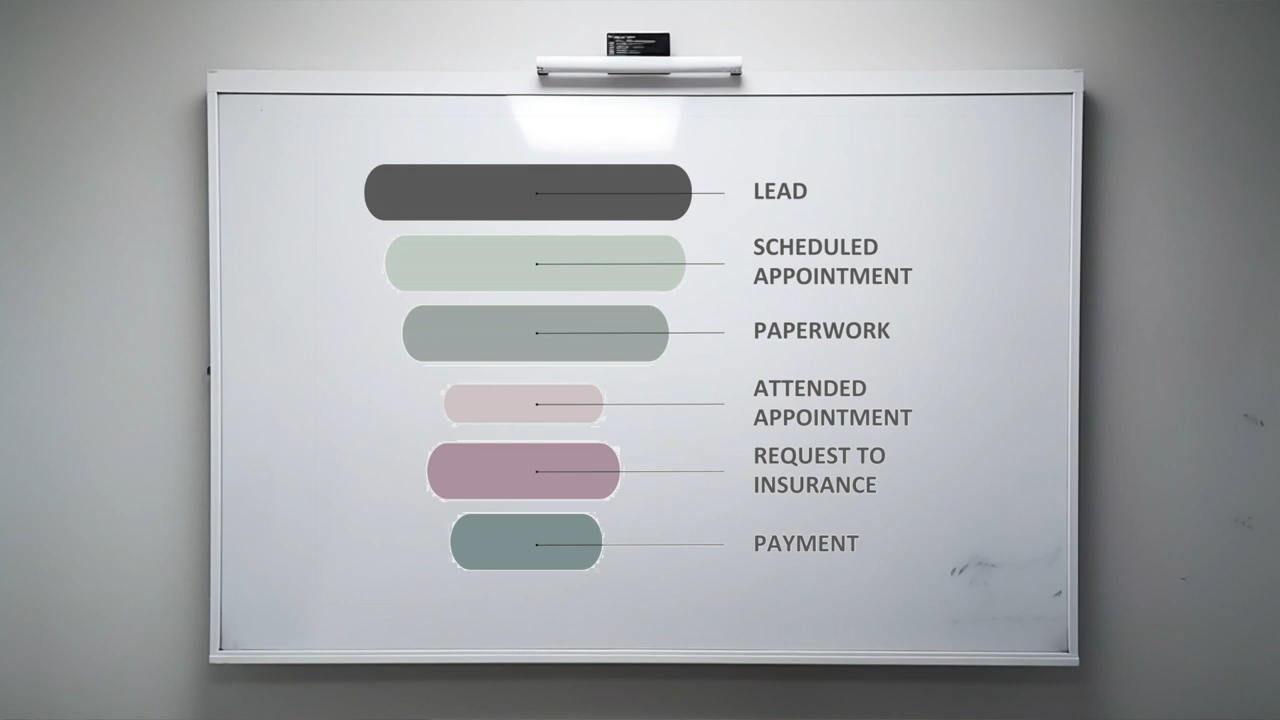 LEAD
SCHEDULED
APPOINTMENT
PAPERWORK
ATTENDED
APPOINTMENT
REQUEST TO
INSURANCE
PAYMENT